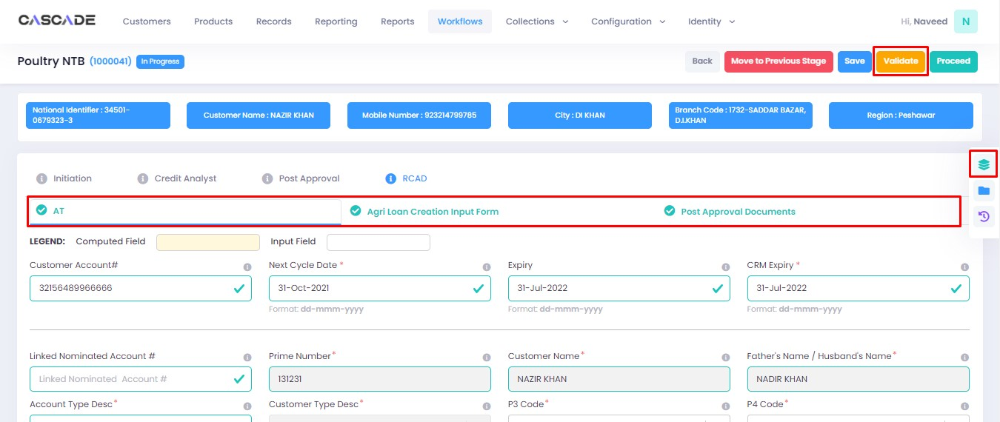 CASCADE Customers Products Records Reporting Reports Workflows Collections Configuration Identity Hi, Naveed N
Poultry NTB (1000041) In Progress Back Move to Previous Stage Save Validate Proceed
National Identifier : 34501-
0679323-3
Customer Name : NAZIR KHAN
Mobile Number : 923214799785
City : DI KHAN
Branch Code : 1732-SADDAR BAZAR,
D.I.KHAN
Region : Peshawar
Initiation Credit Analyst Post Approval RCAD
AT Agri Loan Creation Input Form Post Approval Documents
LEGEND: Computed Field Input Field
Customer Account# Next Cycle Date * Expiry CRM Expiry *
32156489966666 31-Oct-2021 31-Jul-2022 31-Jul-2022
Format: dd-mmm-yyyy Format: dd-mmm-yyyy Format: dd-mmm-yyyy
Linked Nominated Account # Prime Number* Customer Name* Father's Name / Husband's Name*
Linked Nominated Account # 131231 NAZIR KHAN NADIR KHAN
Account Type Desc* Customer Type Desc* P3 Code* P4 Code*